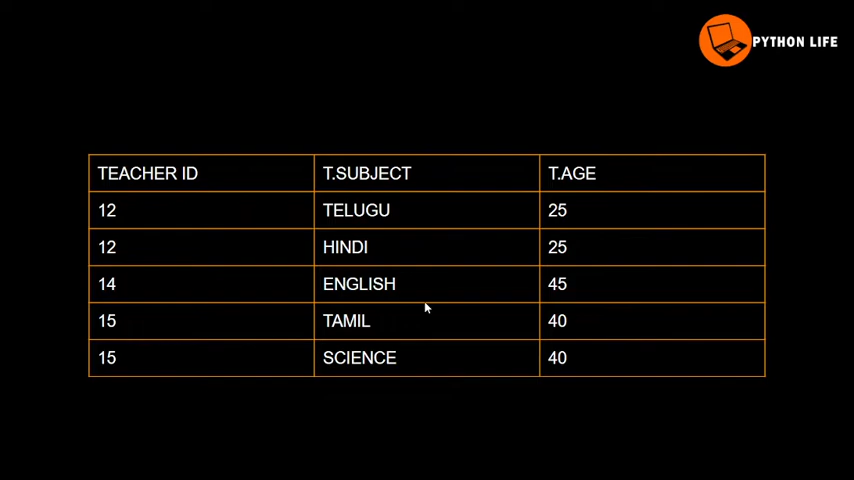 PYTHON LIFE
TEACHER ID T.SUBJECT T.AGE
12 TELUGU 25
12 HINDI 25
14 ENGLISH 45
15 TAMIL 40
15 SCIENCE 40